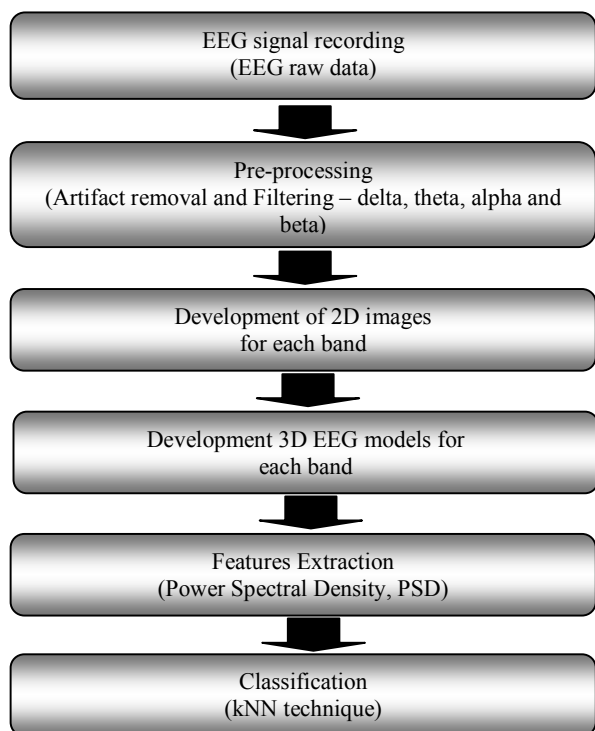 EEG signal recording
(EEG raw data)
Pre-processing
(Artifact removal and Filtering – delta, theta, alpha and
beta)
Development of 2D images
for each band
Development 3D EEG models for
each band
Features Extraction
(Power Spectral Density, PSD)
Classification
(kNN technique)